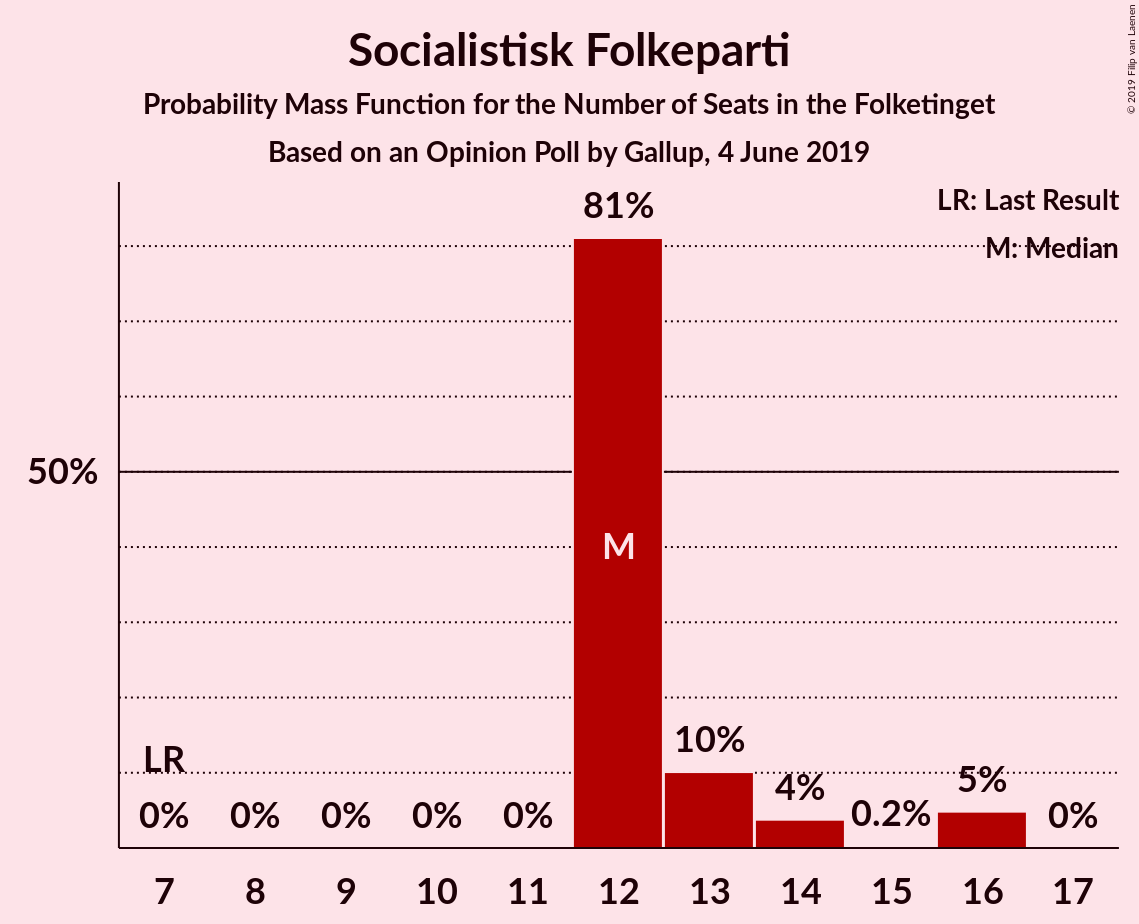 Socialistisk Folkeparti
Probability Mass Function for the Number of Seats in the Folketinget
Based on an Opinion Poll by Gallup, 4 June 2019
© 2019 Filip van Laenen
LR: Last Result
M: Median
81%
50%
M
LR
10%
4%
5%
0% 0% 0% 0% 0% 0.2% 0%
7 8 9 10 11 12 13 14 15 16 17